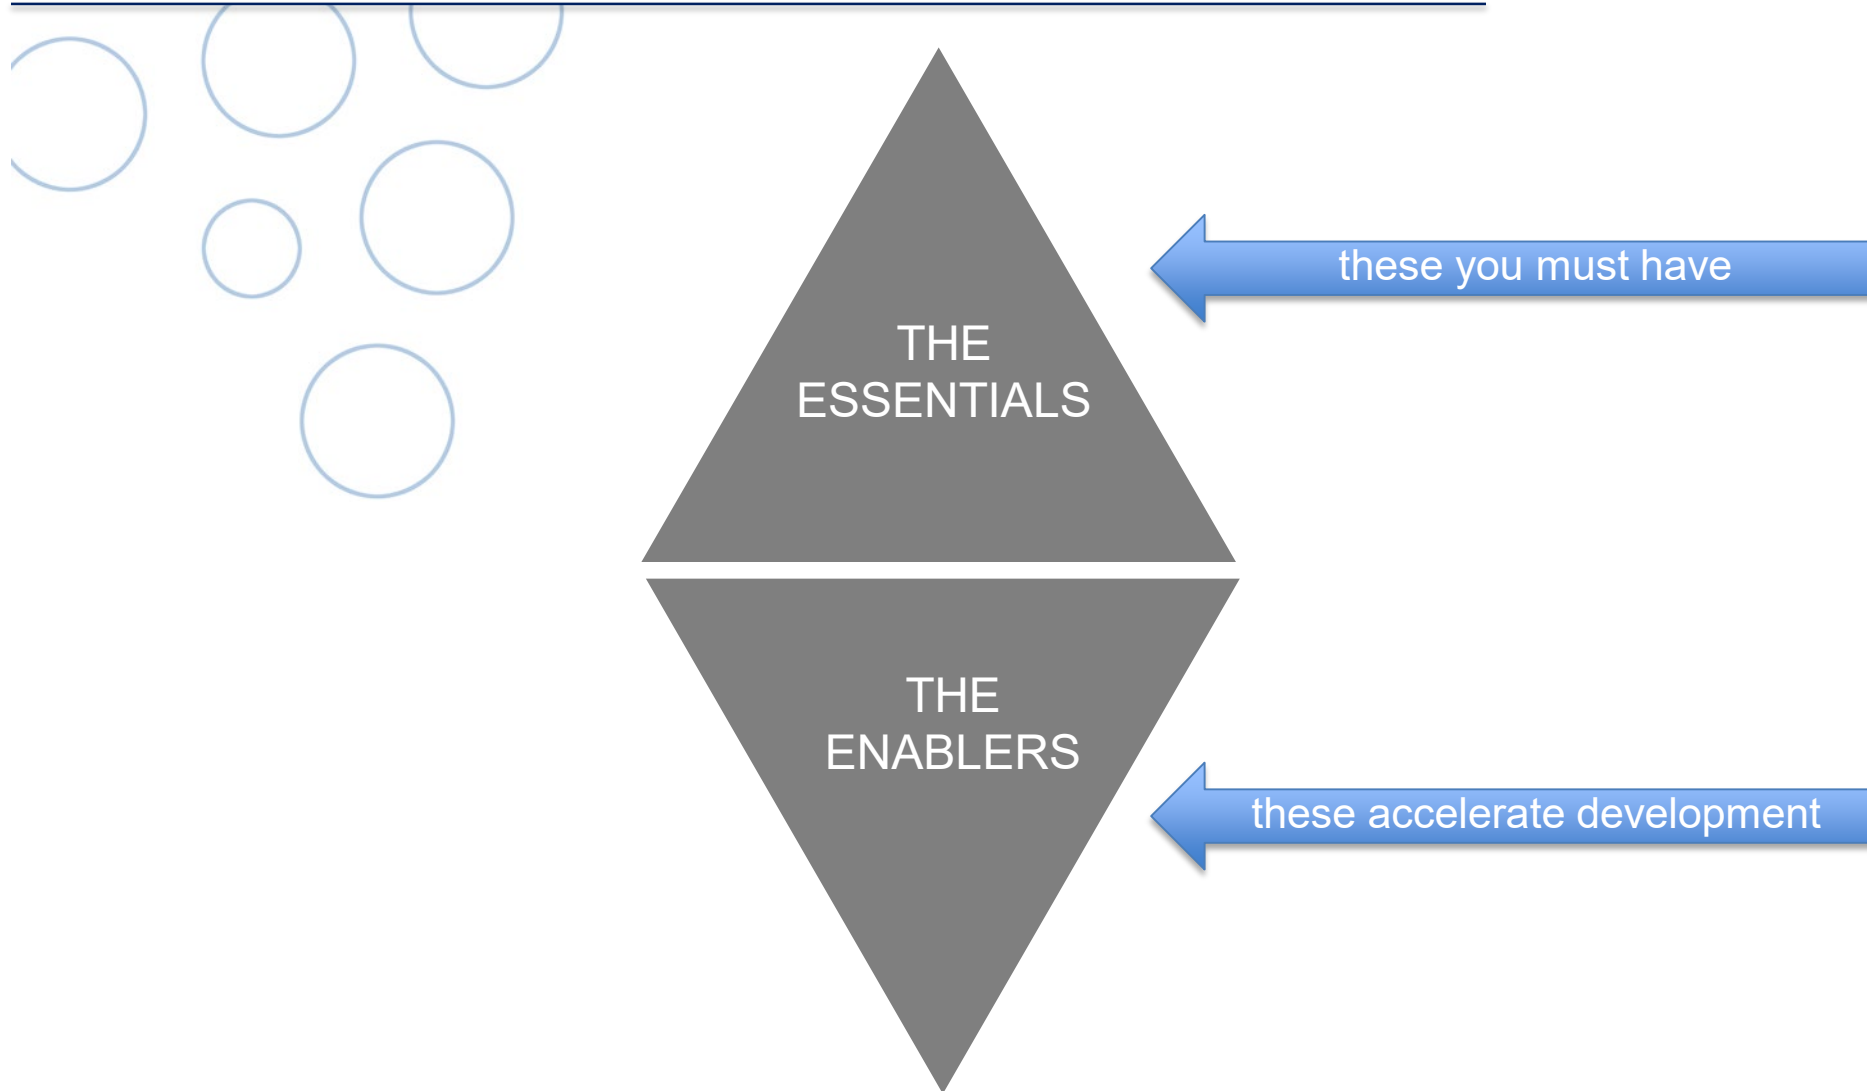 THE
ESSENTIALS
these you must have
THE
ENABLERS
these accelerate development